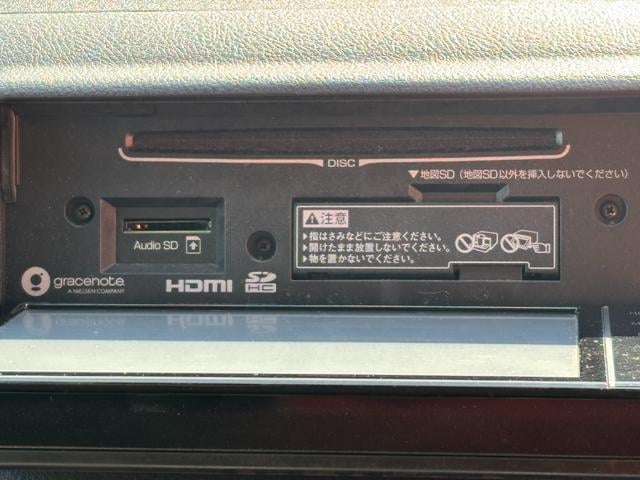 DISC
▼地図SD（地図SD以外を挿入しないでください）
⚠注意
▶指はさみなどにご注意ください。
▶開けたまま放置しないでください。
▶物を置かないでください。
Audio SD
gracenote.
A NIELSEN COMPANY
HDMI
SD
HC